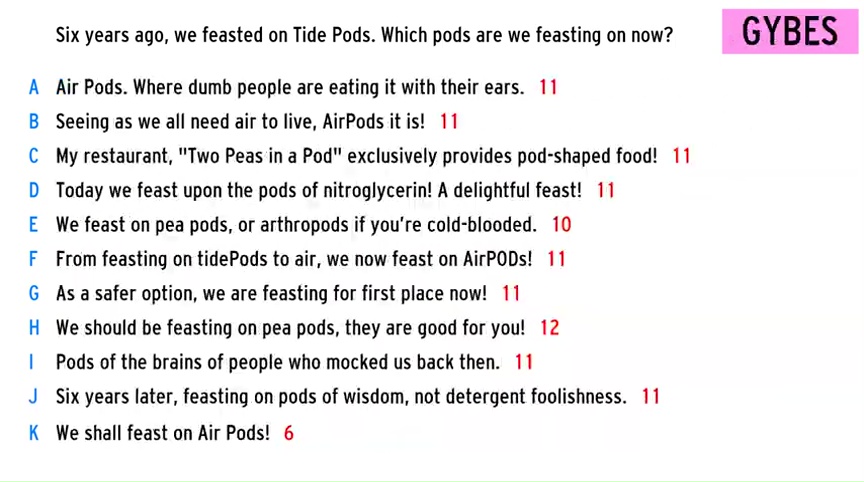 Six years ago, we feasted on Tide Pods. Which pods are we feasting on now?
GYBES
A Air Pods. Where dumb people are eating it with their ears. 11
B Seeing as we all need air to live, AirPods it is! 11
C My restaurant, "Two Peas in a Pod" exclusively provides pod-shaped food! 11
D Today we feast upon the pods of nitroglycerin! A delightful feast! 11
E We feast on pea pods, or arthropods if you're cold-blooded. 10
F From feasting on tidePods to air, we now feast on AirPODs! 11
G As a safer option, we are feasting for first place now! 11
H We should be feasting on pea pods, they are good for you! 12
I Pods of the brains of people who mocked us back then. 11
J Six years later, feasting on pods of wisdom, not detergent foolishness. 11
K We shall feast on Air Pods! 6